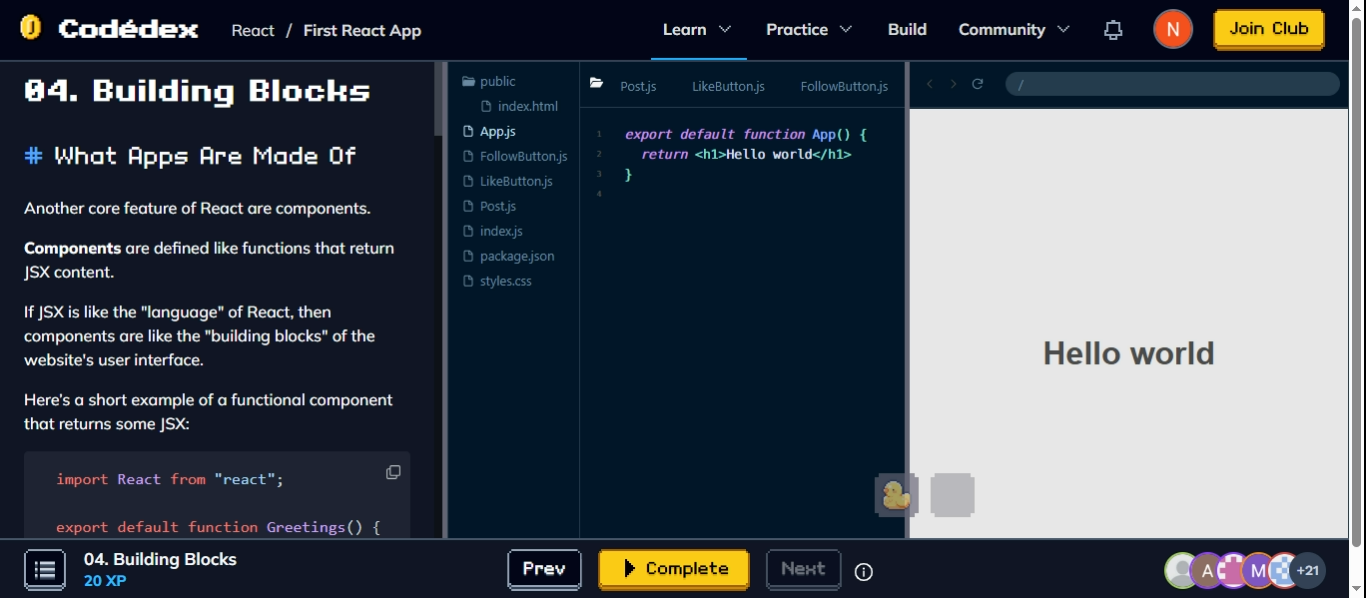 Codédex
React / First React App
Learn
Practice
Build
Community
N
Join Club
04. Building Blocks
# What Apps Are Made Of
Another core feature of React are components.
Components are defined like functions that return
JSX content.
If JSX is like the "language" of React, then
components are like the "building blocks" of the
website's user interface.
Here's a short example of a functional component
that returns some JSX:
import React from "react";
export default function Greetings() {
public
index.html
App.js
FollowButton.js
LikeButton.js
Post.js
index.js
package.json
styles.css
Post.js
LikeButton.js
FollowButton.js
1 export default function App() {
2 return <h1>Hello world</h1>
3 }
4
/
Hello world
04. Building Blocks
20 XP
Prev
Complete
Next
A
M
+21